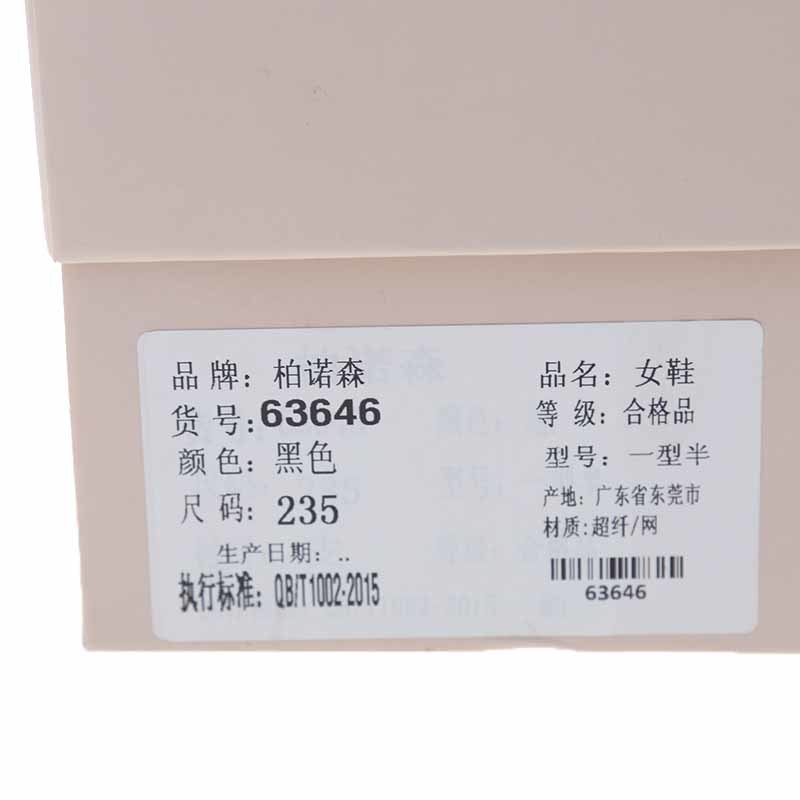 品牌：柏诺森
货号：63646
颜色：黑色
尺码：235
生产日期：..
执行标准：QB/T1002-2015
品名：女鞋
等级：合格品
型号：一型半
产地：广东省东莞市
材质：超纤/网
63646